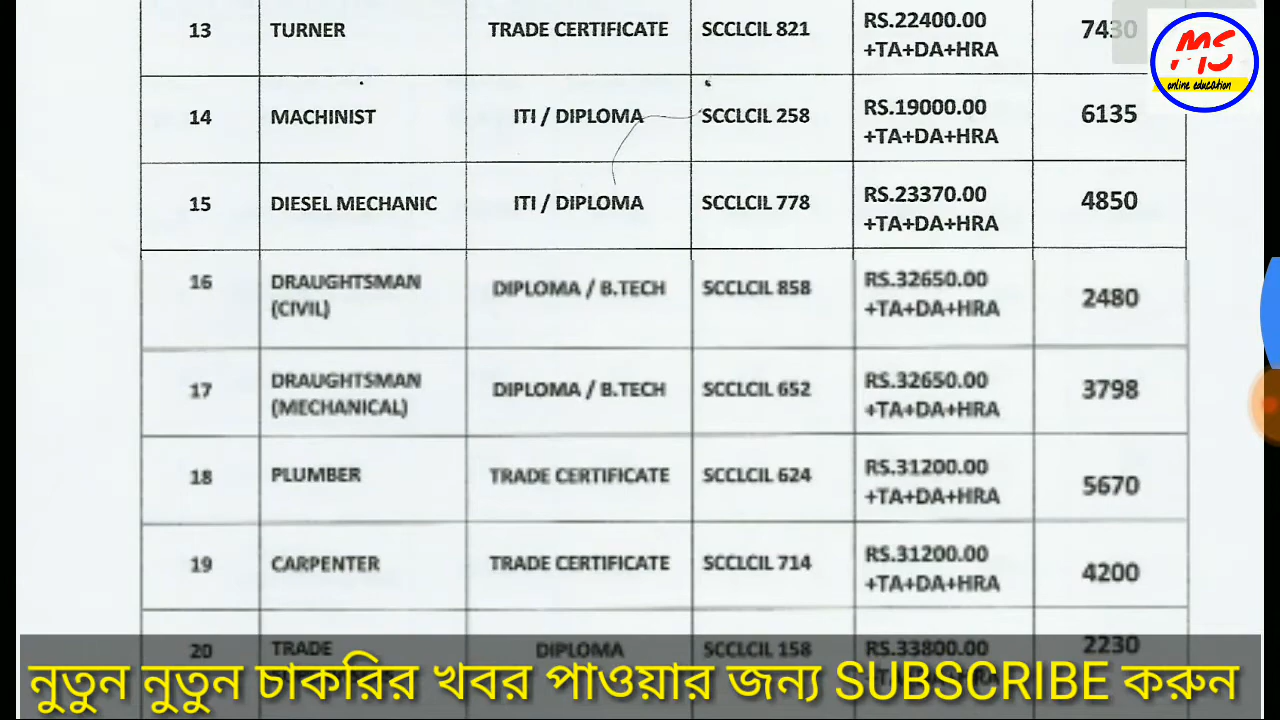 13 TURNER TRADE CERTIFICATE SCCLCIL 821 RS.22400.00 7430
+TA+DA+HRA
MS
online education
14 MACHINIST ITI / DIPLOMA SCCLCIL 258 RS.19000.00 6135
+TA+DA+HRA
15 DIESEL MECHANIC ITI / DIPLOMA SCCLCIL 778 RS.23370.00 4850
+TA+DA+HRA
16 DRAUGHTSMAN DIPLOMA / B.TECH SCCLCIL 858 RS.32650.00 2480
(CIVIL) +TA+DA+HRA
17 DRAUGHTSMAN DIPLOMA / B.TECH SCCLCIL 652 RS.32650.00 3798
(MECHANICAL) +TA+DA+HRA
18 PLUMBER TRADE CERTIFICATE SCCLCIL 624 RS.31200.00 5670
+TA+DA+HRA
19 CARPENTER TRADE CERTIFICATE SCCLCIL 714 RS.31200.00 4200
+TA+DA+HRA
20 TRADE DIPLOMA SCCLCIL 158 RS.33800.00 2230
নুতুন নুতুন চাকরির খবর পাওয়ার জন্য SUBSCRIBE করুন